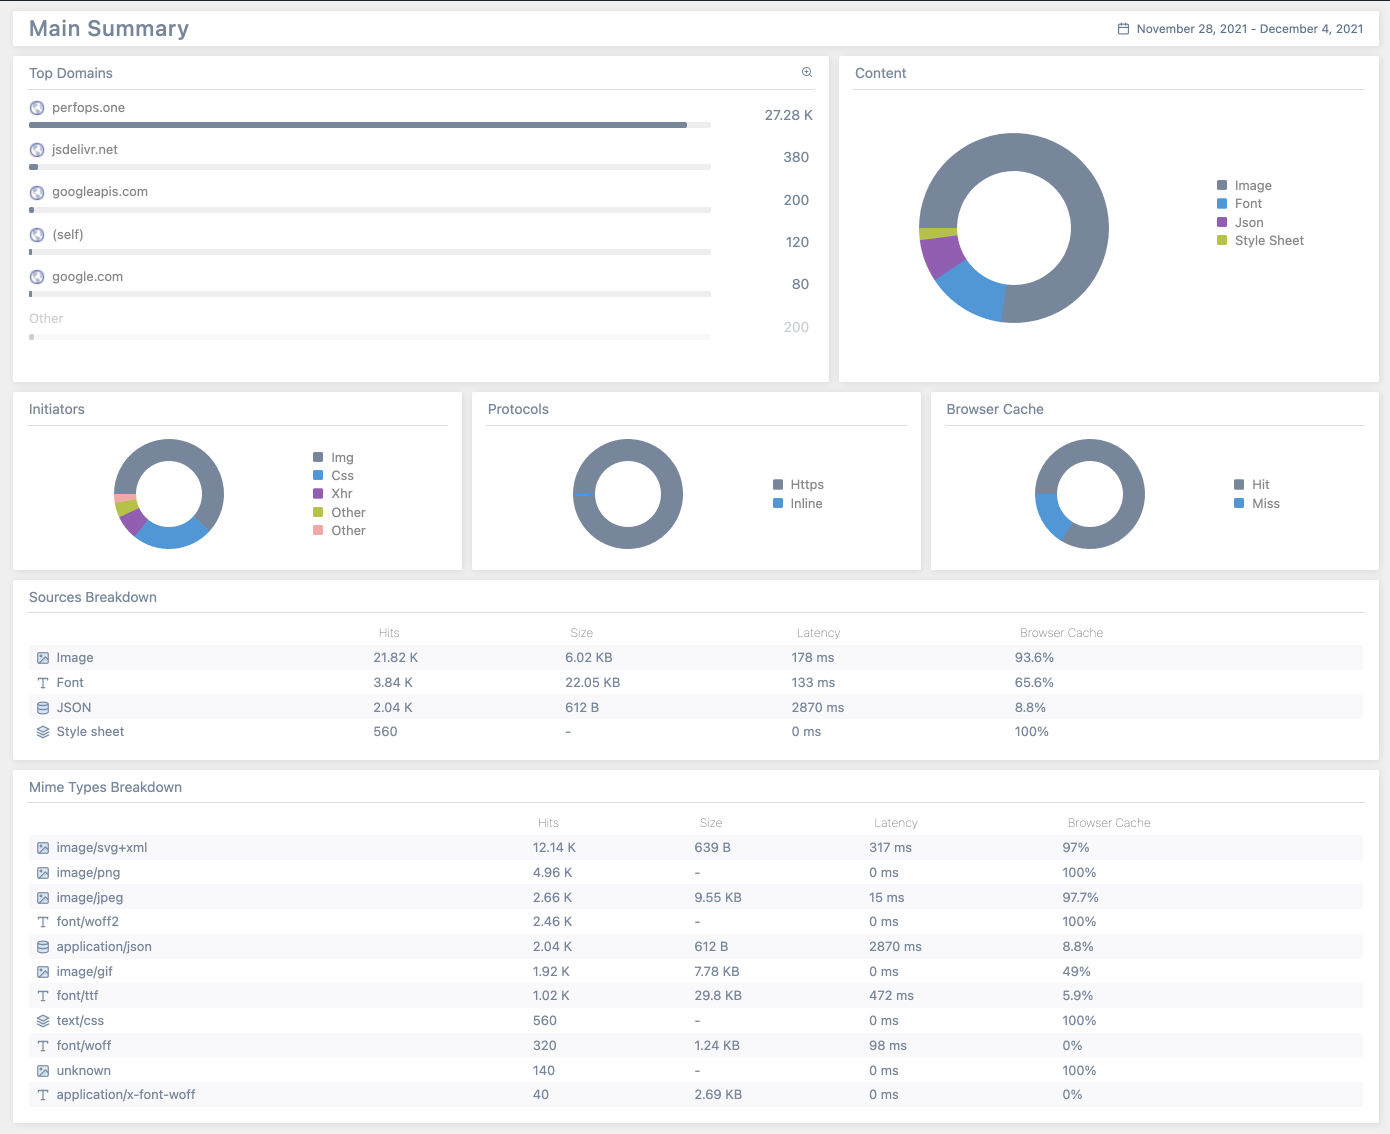 Main Summary
November 28, 2021 - December 4, 2021
Top Domains
perfops.one
27.28 K
jsdelivr.net
380
googleapis.com
200
(self)
120
google.com
80
Other
200
Content
Image
Font
Json
Style Sheet
Initiators
Img
Css
Xhr
Other
Other
Protocols
Https
Inline
Browser Cache
Hit
Miss
Sources Breakdown
Hits Size Latency Browser Cache
Image 21.82 K 6.02 KB 178 ms 93.6%
Font 3.84 K 22.05 KB 133 ms 65.6%
JSON 2.04 K 612 B 2870 ms 8.8%
Style sheet 560 - 0 ms 100%
Mime Types Breakdown
Hits Size Latency Browser Cache
image/svg+xml 12.14 K 639 B 317 ms 97%
image/png 4.96 K - 0 ms 100%
image/jpeg 2.66 K 9.55 KB 15 ms 97.7%
font/woff2 2.46 K - 0 ms 100%
application/json 2.04 K 612 B 2870 ms 8.8%
image/gif 1.92 K 7.78 KB 0 ms 49%
font/ttf 1.02 K 29.8 KB 472 ms 5.9%
text/css 560 - 0 ms 100%
font/woff 320 1.24 KB 98 ms 0%
unknown 140 - 0 ms 100%
application/x-font-woff 40 2.69 KB 0 ms 0%